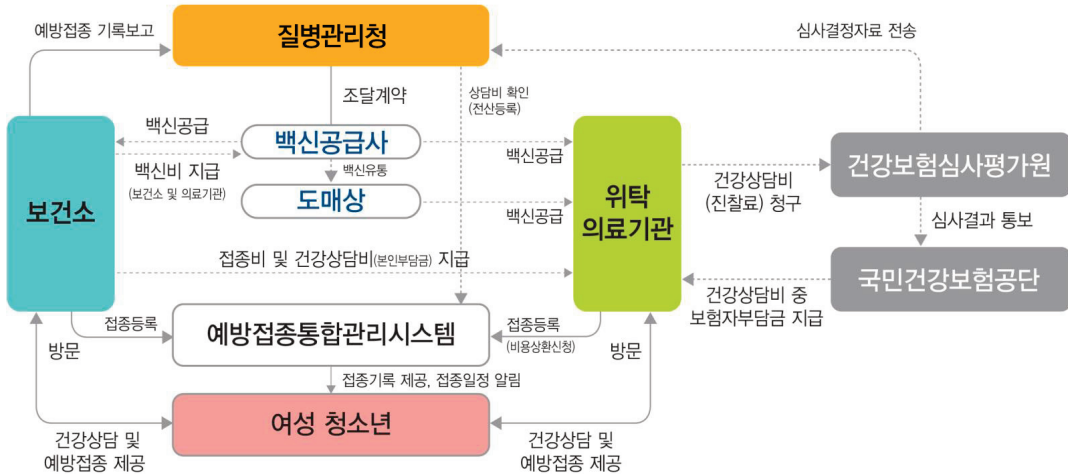 예방접종 기록보고
질병관리청
심사결정자료 전송
조달계약
상담비 확인
(전산등록)
백신공급
백신공급사
백신공급
백신비 지급
(보건소 및 의료기관)
백신유통
도매상
백신공급
보건소
위탁
의료기관
건강상담비
(진찰료) 청구
건강보험심사평가원
심사결과 통보
접종비 및 건강상담비(본인부담금) 지급
국민건강보험공단
건강상담비 중
보험자부담금 지급
접종등록
예방접종통합관리시스템
접종등록
(비용상환신청)
방문
방문
접종기록 제공, 접종일정 알림
여성 청소년
건강상담 및
예방접종 제공
건강상담 및
예방접종 제공